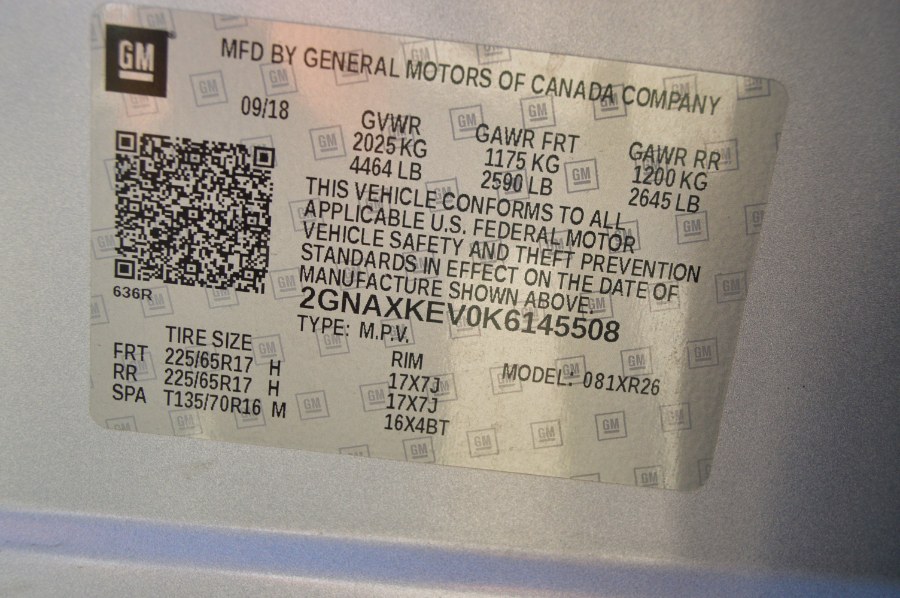 GM
MFD BY GENERAL MOTORS OF CANADA COMPANY
09/18
GVWR GAWR FRT GAWR RR
2025 KG 1175 KG 1200 KG
4464 LB 2590 LB 2645 LB
THIS VEHICLE CONFORMS TO ALL
APPLICABLE U.S. FEDERAL MOTOR
VEHICLE SAFETY AND THEFT PREVENTION
STANDARDS IN EFFECT ON THE DATE OF
MANUFACTURE SHOWN ABOVE.
636R
2GNAXKEV0K6145508
TYPE: M.P.V.
TIRE SIZE RIM MODEL: 081XR26
FRT 225/65R17 H 17X7J
RR 225/65R17 H 17X7J
SPA T135/70R16 M 16X4BT